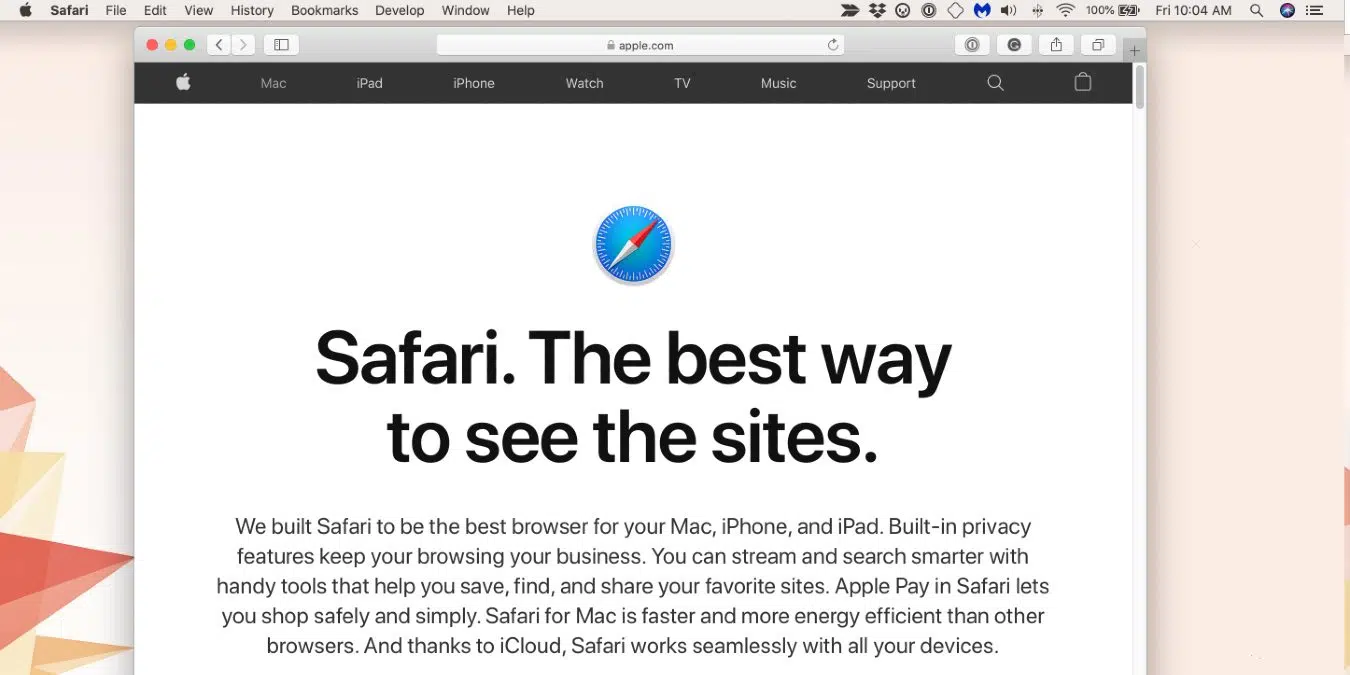 Safari File Edit View History Bookmarks Develop Window Help 100% Fri 10:04 AM
apple.com
Mac iPad iPhone Watch TV Music Support
Safari. The best way
to see the sites.
We built Safari to be the best browser for your Mac, iPhone, and iPad. Built-in privacy
features keep your browsing your business. You can stream and search smarter with
handy tools that help you save, find, and share your favorite sites. Apple Pay in Safari lets
you shop safely and simply. Safari for Mac is faster and more energy efficient than other
browsers. And thanks to iCloud, Safari works seamlessly with all your devices.